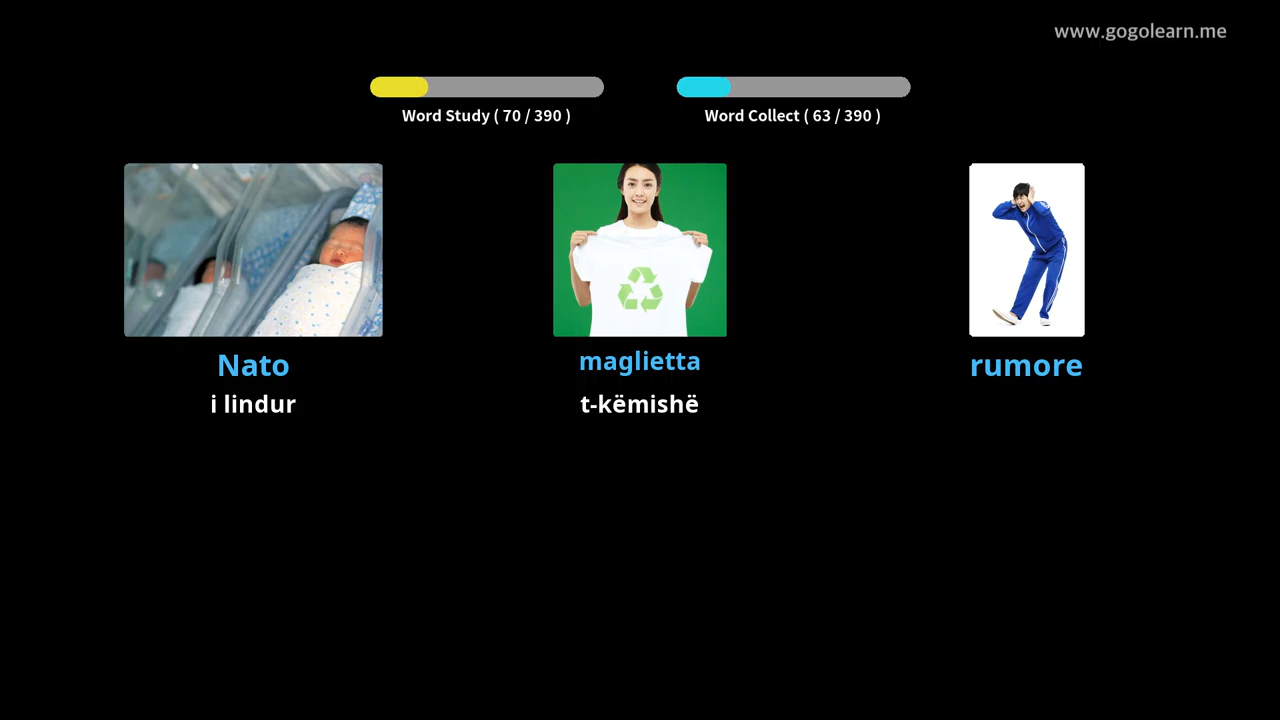 www.gogolearn.me
Word Study ( 70 / 390 )
Word Collect ( 63 / 390 )
Nato
i lindur
maglietta
t-këmishë
rumore